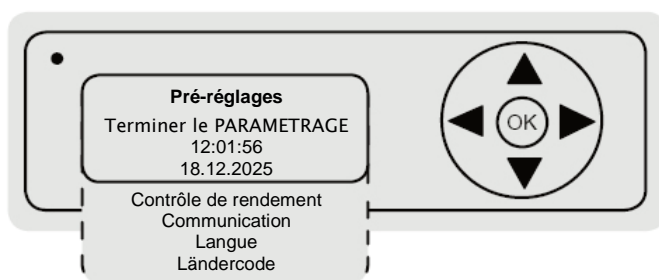 Pré-réglages
Terminer le PARAMETRAGE
12:01:56
18.12.2025
Contrôle de rendement
Communication
Langue
Ländercode
OK